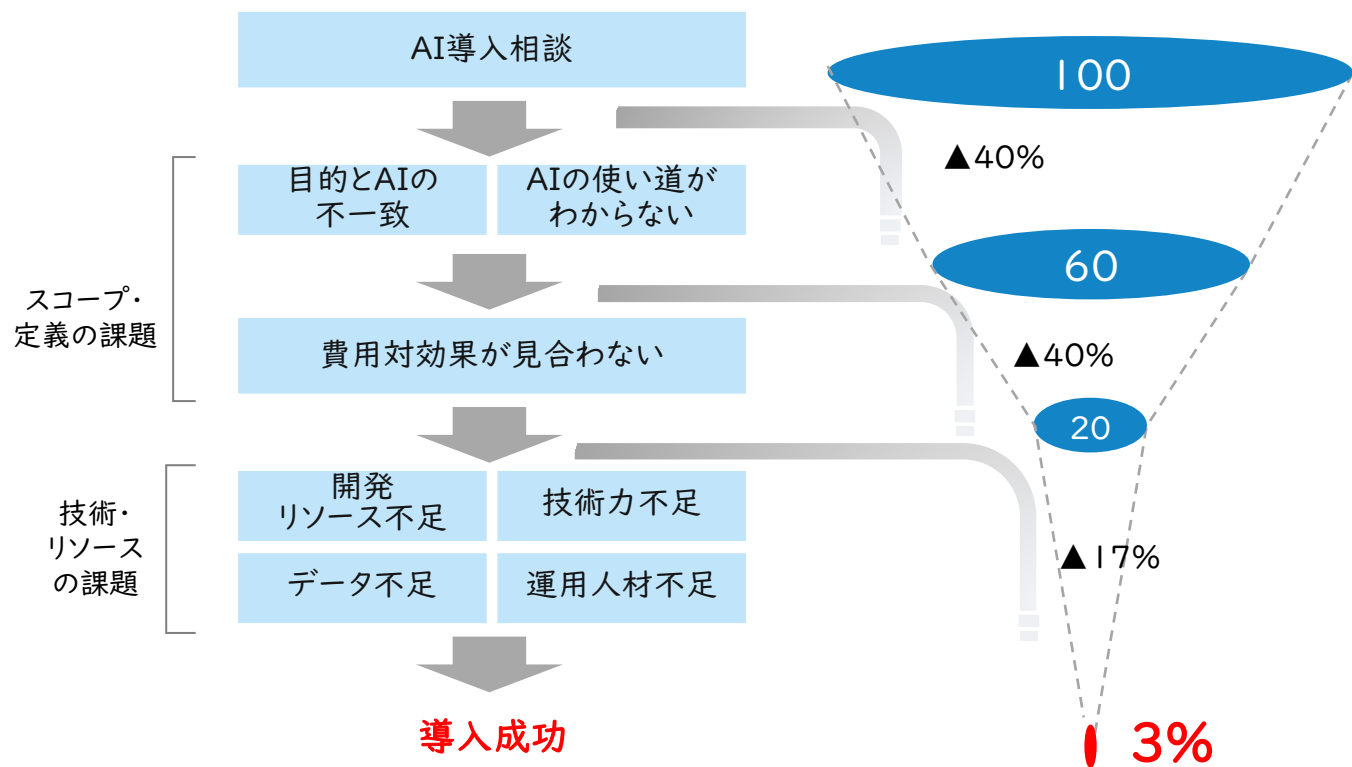 AI導入相談
100
▲40%
目的とAIの
不一致
AIの使い道が
わからない
60
スコープ・
定義の課題
費用対効果が見合わない
▲40%
20
技術・
リソース
の課題
開発
リソース不足
技術力不足
データ不足
運用人材不足
▲17%
導入成功
3%